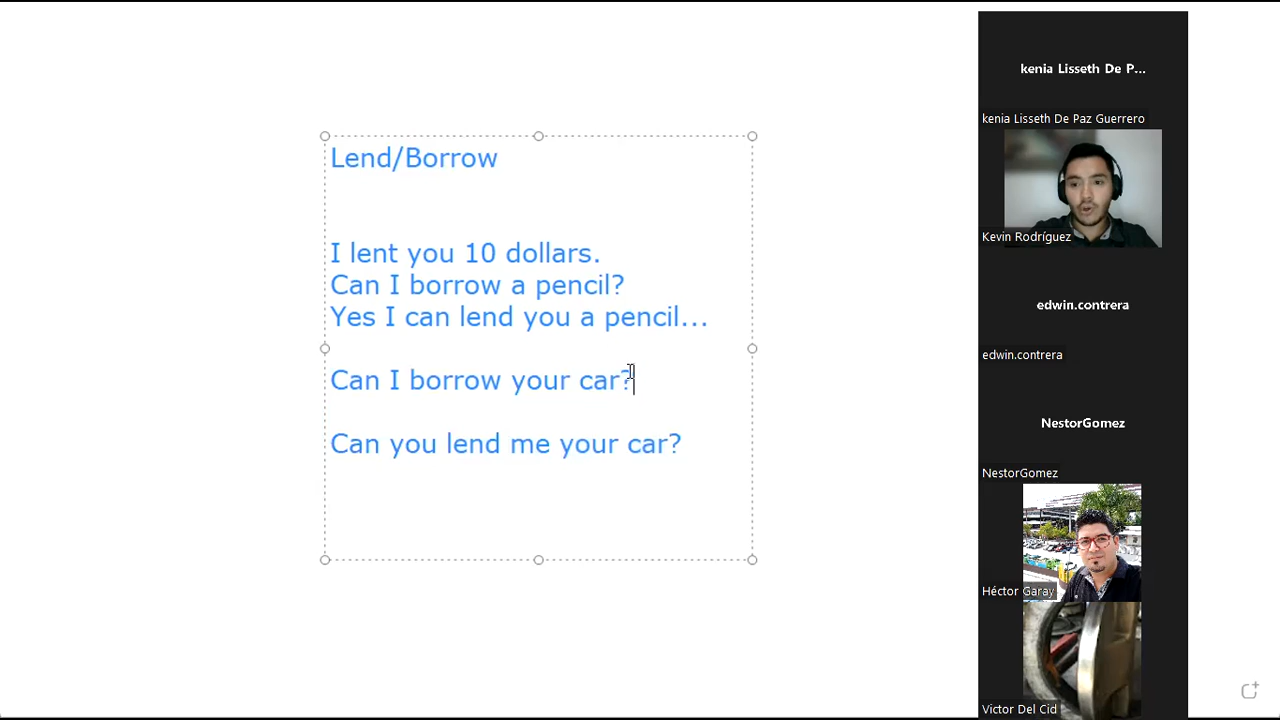 Lend/Borrow
I lent you 10 dollars.
Can I borrow a pencil?
Yes I can lend you a pencil...
Can I borrow your car?
Can you lend me your car?
kenia Lisseth De P...
kenia Lisseth De Paz Guerrero
Kevin Rodríguez
edwin.contrera
edwin.contrera
NestorGomez
NestorGomez
Héctor Garay
Victor Del Cid